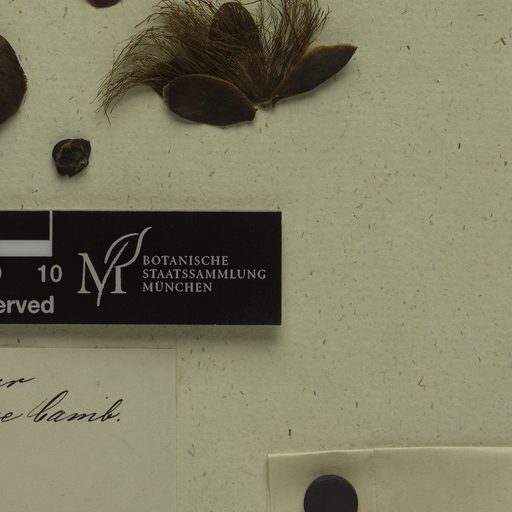 10
BOTANISCHE
STAATSSAMMLUNG
MÜNCHEN
erved
Camb.